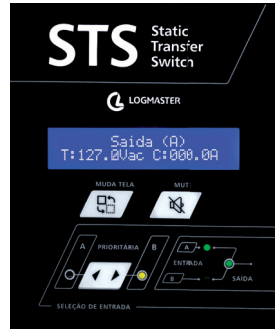 STS Static
Transfer
Switch
LOGMASTER
Saida (A)
T:127.0Vac C:000.0A
MUDA TELA MUT
A PRIORITÁRIA B
A
ENTRADA
B
SAÍDA
SELEÇÃO DE ENTRADA